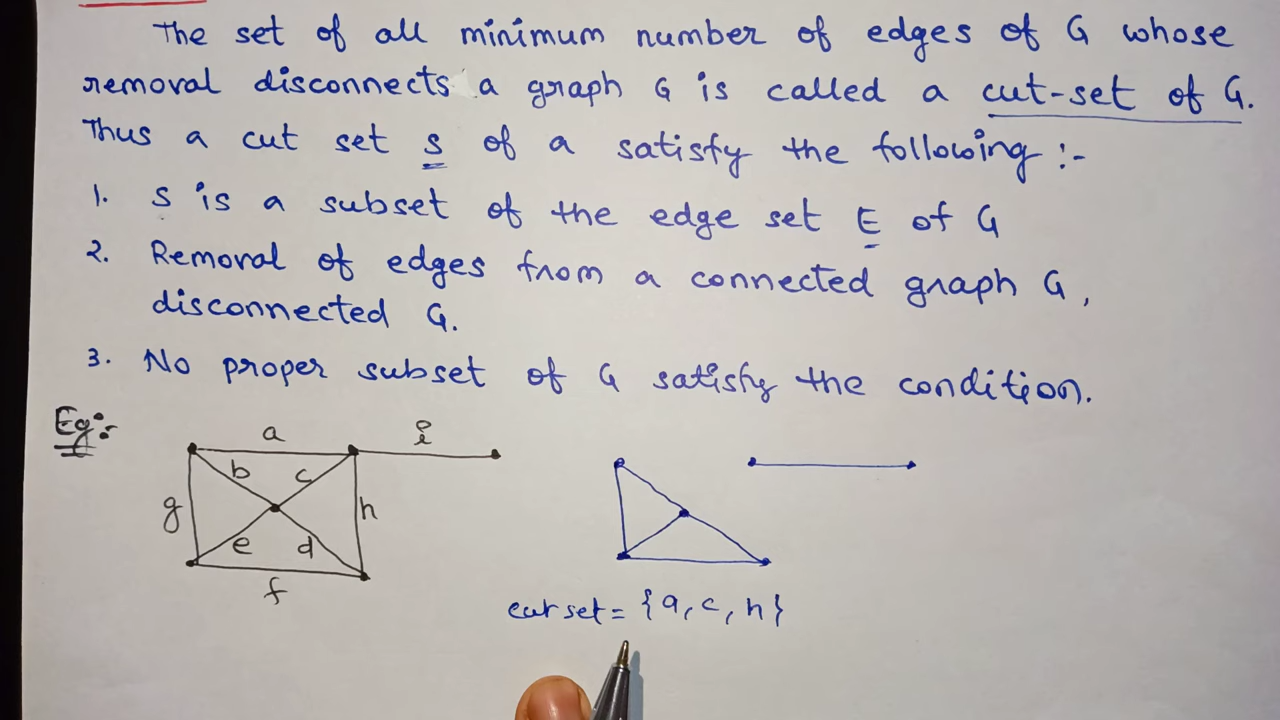 The set of all minimum number of edges of G whose
removal disconnects a graph G is called a cut-set of G.
Thus a cut set S of a satisfy the following :-
1. S is a subset of the edge set E of G
2. Removal of edges from a connected graph G,
disconnected G.
3. No proper subset of G satisfy the condition.
Eg:-
a i
b c
g h
e d
f
cut set = {a, c, h}